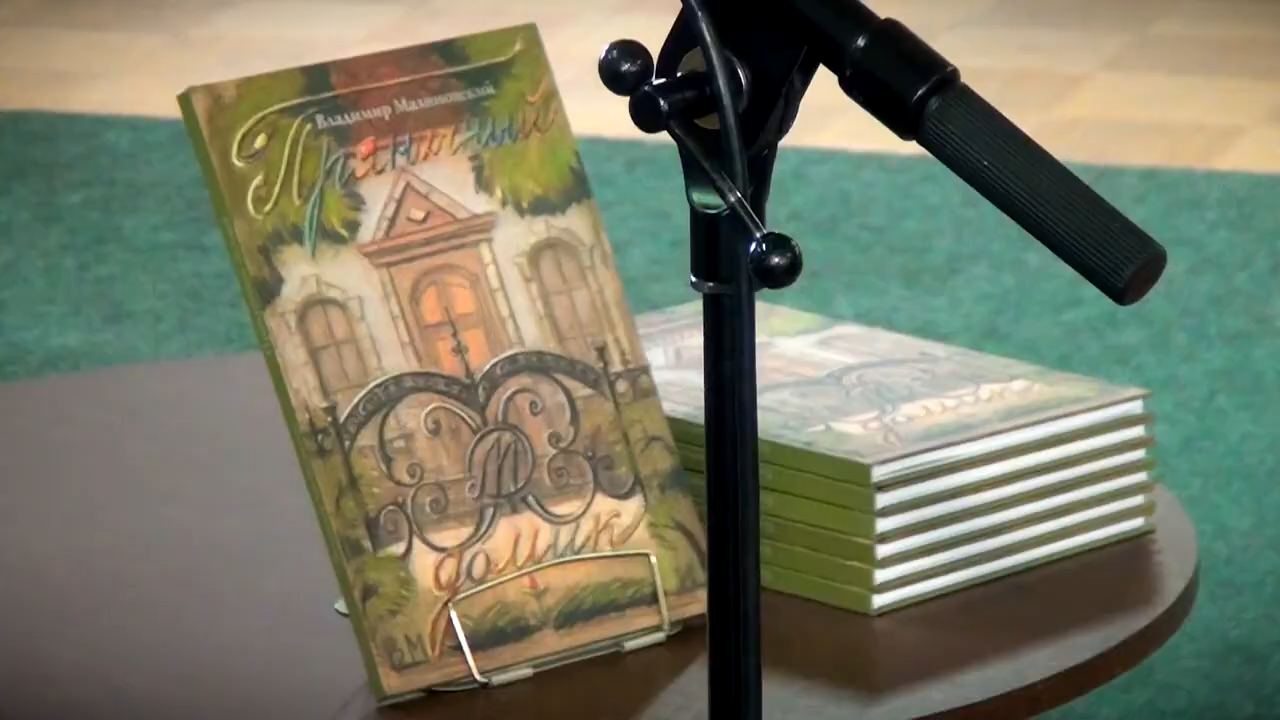 Владимир Малиновский
Пряничный
домик